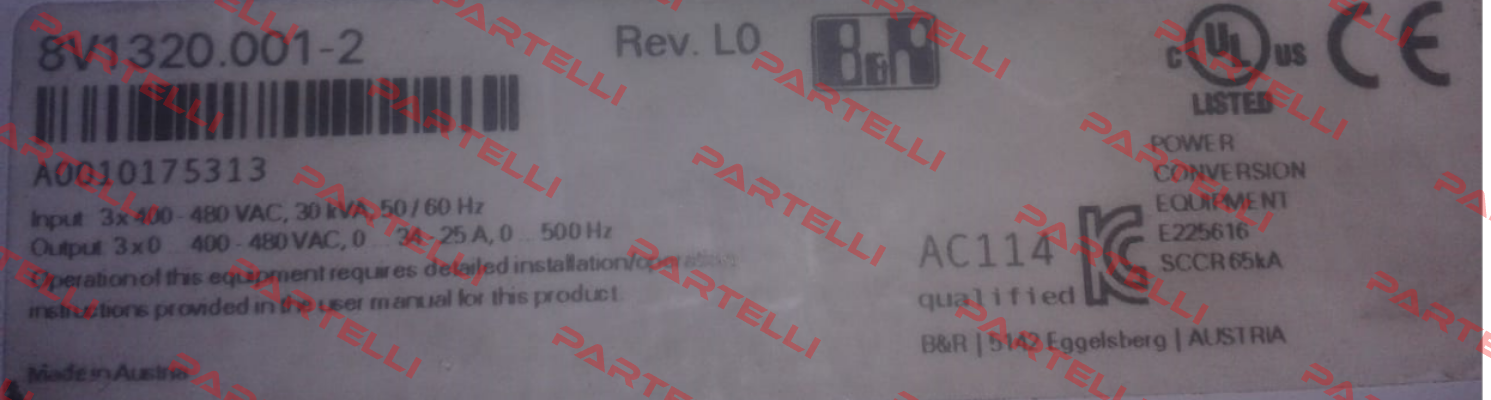 8V1320.001-2
Rev. L0
B&R
A0010175313
Input 3x400-480 VAC, 30 kVA, 50/60 Hz
Output 3x0 ... 400-480 VAC, 0 ... 34-25 A, 0 ... 500 Hz
Operation of this equipment requires detailed installation/operation
instructions provided in the user manual for this product.
Made in Austria
AC114
qualified
B&R | 5142 Eggelsberg | AUSTRIA
C UL US
LISTED
CE
POWER
CONVERSION
EQUIPMENT
E225616
SCCR 65kA
PARTELLI